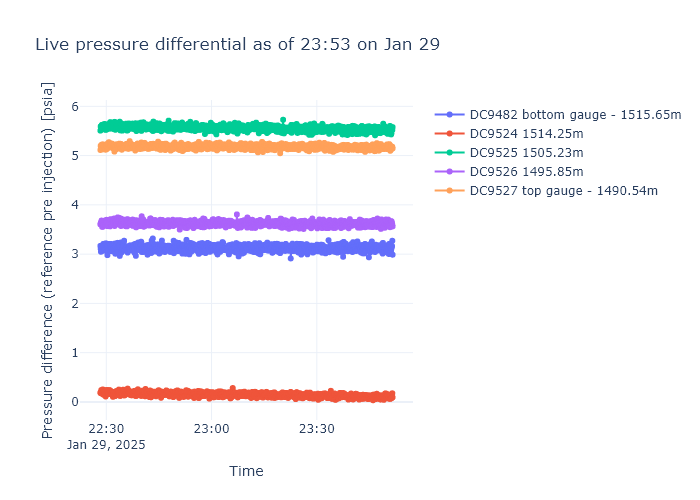 Live pressure differential as of 23:53 on Jan 29
Pressure difference (reference pre injection) [psia]
6
5
4
3
2
1
0
22:30
Jan 29, 2025
23:00
23:30
Time
DC9482 bottom gauge - 1515.65m
DC9524 1514.25m
DC9525 1505.23m
DC9526 1495.85m
DC9527 top gauge - 1490.54m